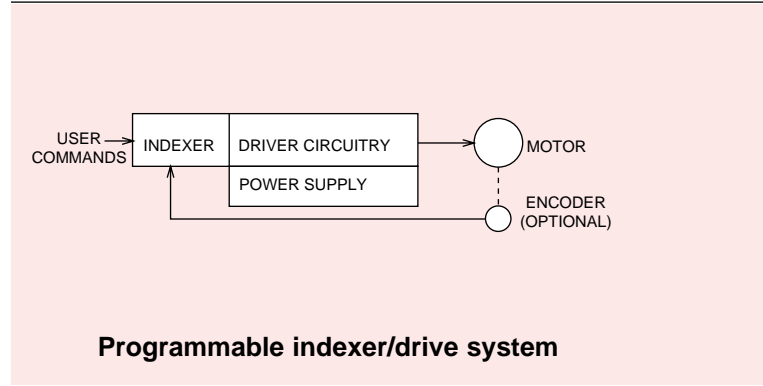 USER
COMMANDS
INDEXER
DRIVER CIRCUITRY
MOTOR
POWER SUPPLY
ENCODER
(OPTIONAL)
Programmable indexer/drive system